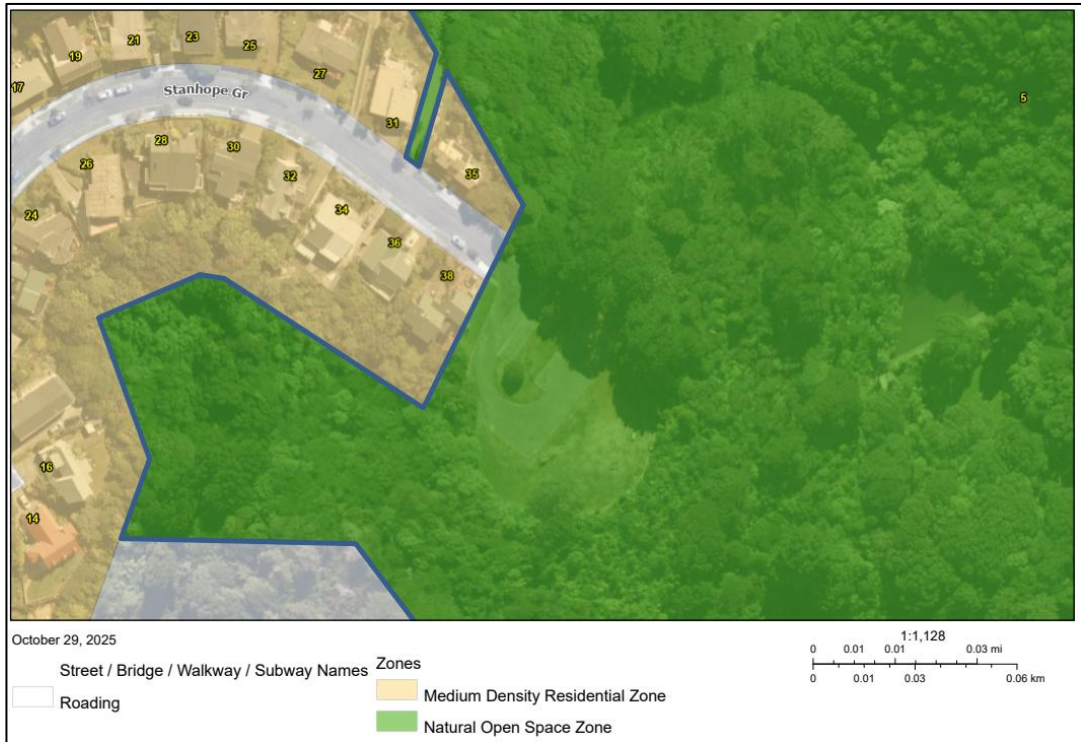 21
23
25
19
27
17
Stanhope Gr
5
31
28
30
26
35
32
34
24
36
38
16
14
October 29, 2025
1:1,128
0 0.01 0.01 0.03 mi
0 0.01 0.03 0.06 km
Street / Bridge / Walkway / Subway Names
Roading
Zones
Medium Density Residential Zone
Natural Open Space Zone